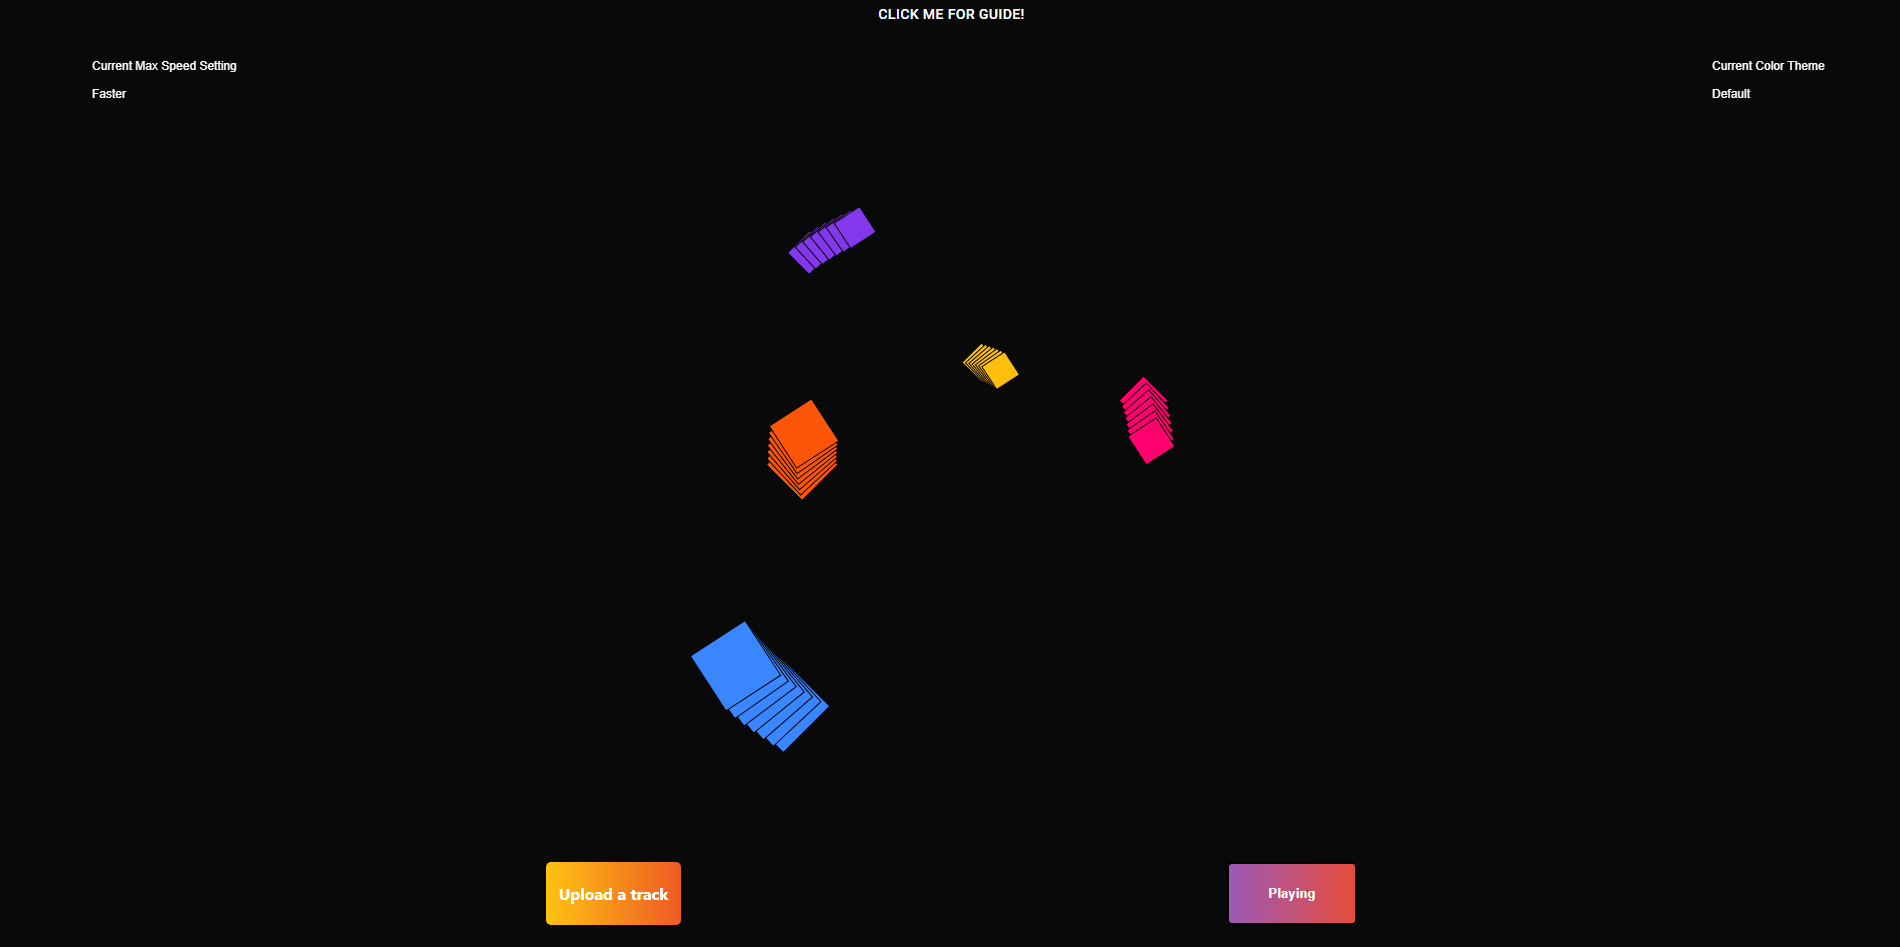 CLICK ME FOR GUIDE!
Current Max Speed Setting
Faster
Current Color Theme
Default
Upload a track
Playing